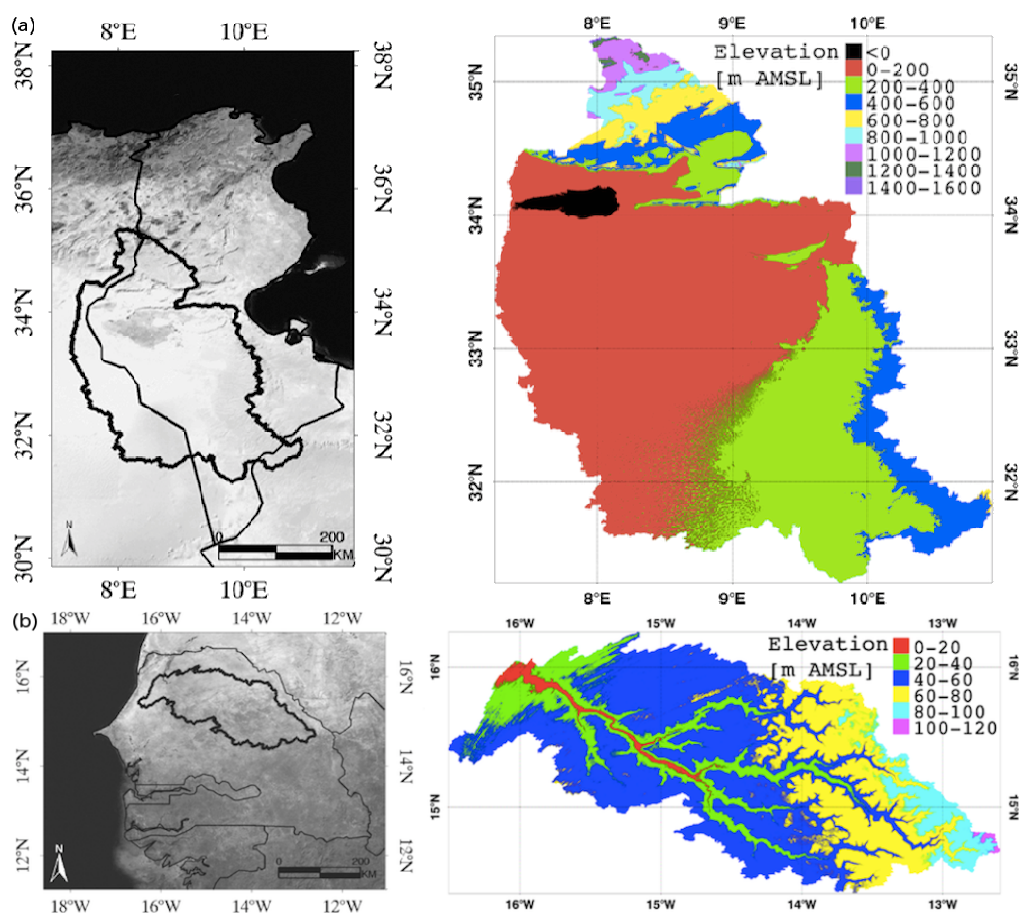 (a)
8°E 10°E
38°N 38°N
36°N 36°N
34°N 34°N
32°N 32°N
30°N 30°N
N
0 200
KM
8°E 10°E
8°E 9°E 10°E
Elevation
[m AMSL]
<0
0-200
200-400
400-600
600-800
800-1000
1000-1200
1200-1400
1400-1600
35°N 35°N
34°N 34°N
33°N 33°N
32°N 32°N
8°E 9°E 10°E
(b)
18°W 16°W 14°W 12°W
16°N 16°N
14°N 14°N
12°N 12°N
N
0 200
KM
18°W 16°W 14°W 12°W
16°W 15°W 14°W 13°W
Elevation
[m AMSL]
0-20
20-40
40-60
60-80
80-100
100-120
16°N 16°N
15°N 15°N
16°W 15°W 14°W 13°W